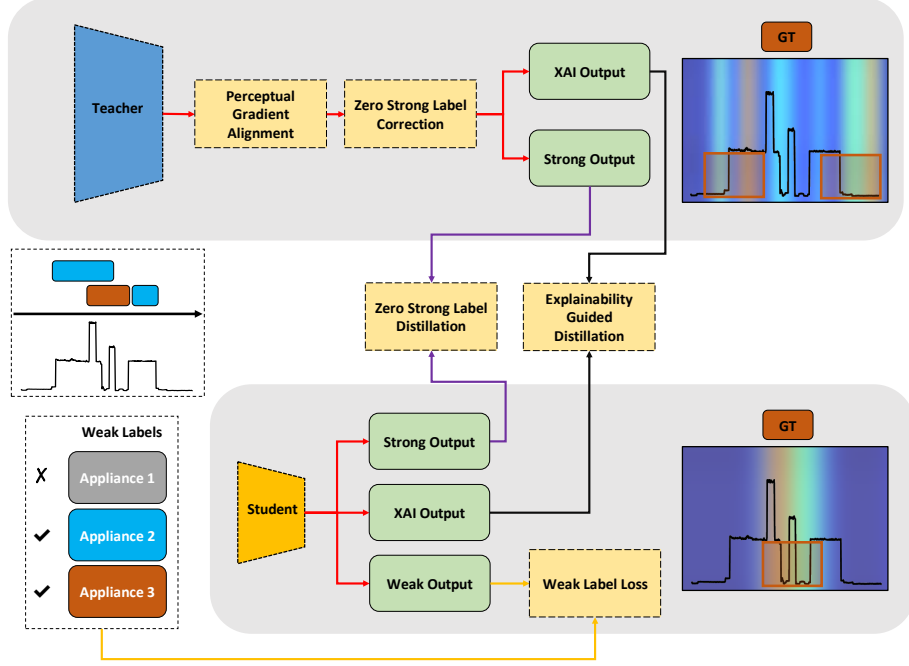 GT
Teacher
Perceptual
Gradient
Alignment
Zero Strong Label
Correction
XAI Output
Strong Output
Zero Strong Label
Distillation
Explainability
Guided
Distillation
Weak Labels
Appliance 1
Appliance 2
Appliance 3
Student
Strong Output
XAI Output
Weak Output
Weak Label Loss
GT